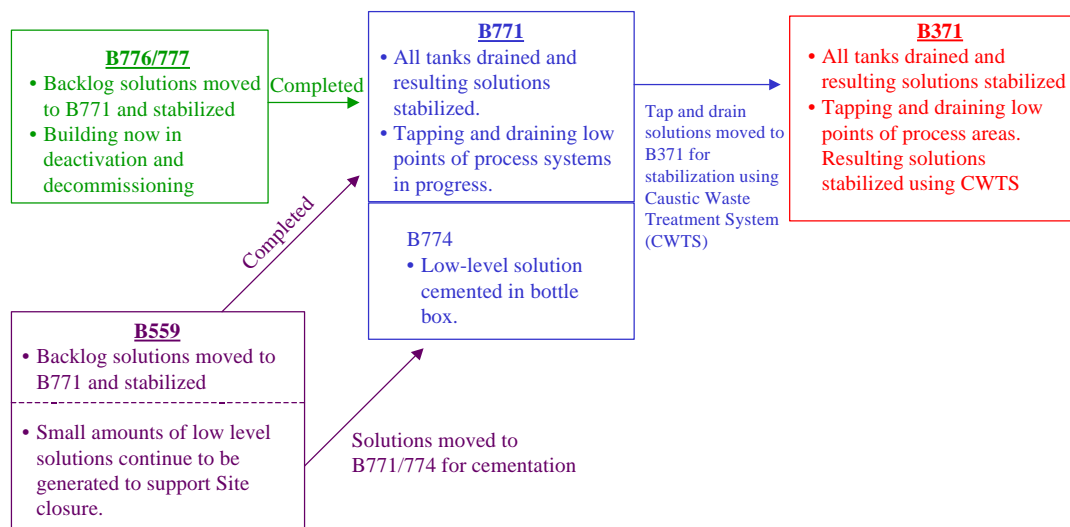 B776/777
• Backlog solutions moved
to B771 and stabilized
• Building now in
deactivation and
decommissioning
Completed
B771
• All tanks drained and
resulting solutions
stabilized.
• Tapping and draining low
points of process systems
in progress.
Tap and drain
solutions moved to
B371 for
stabilization using
Caustic Waste
Treatment System
(CWTS)
B371
• All tanks drained and
resulting solutions stabilized
• Tapping and draining low
points of process areas.
Resulting solutions
stabilized using CWTS
Completed
B774
• Low-level solution
cemented in bottle
box.
B559
• Backlog solutions moved to
B771 and stabilized
• Small amounts of low level
solutions continue to be
generated to support Site
closure.
Solutions moved to
B771/774 for cementation